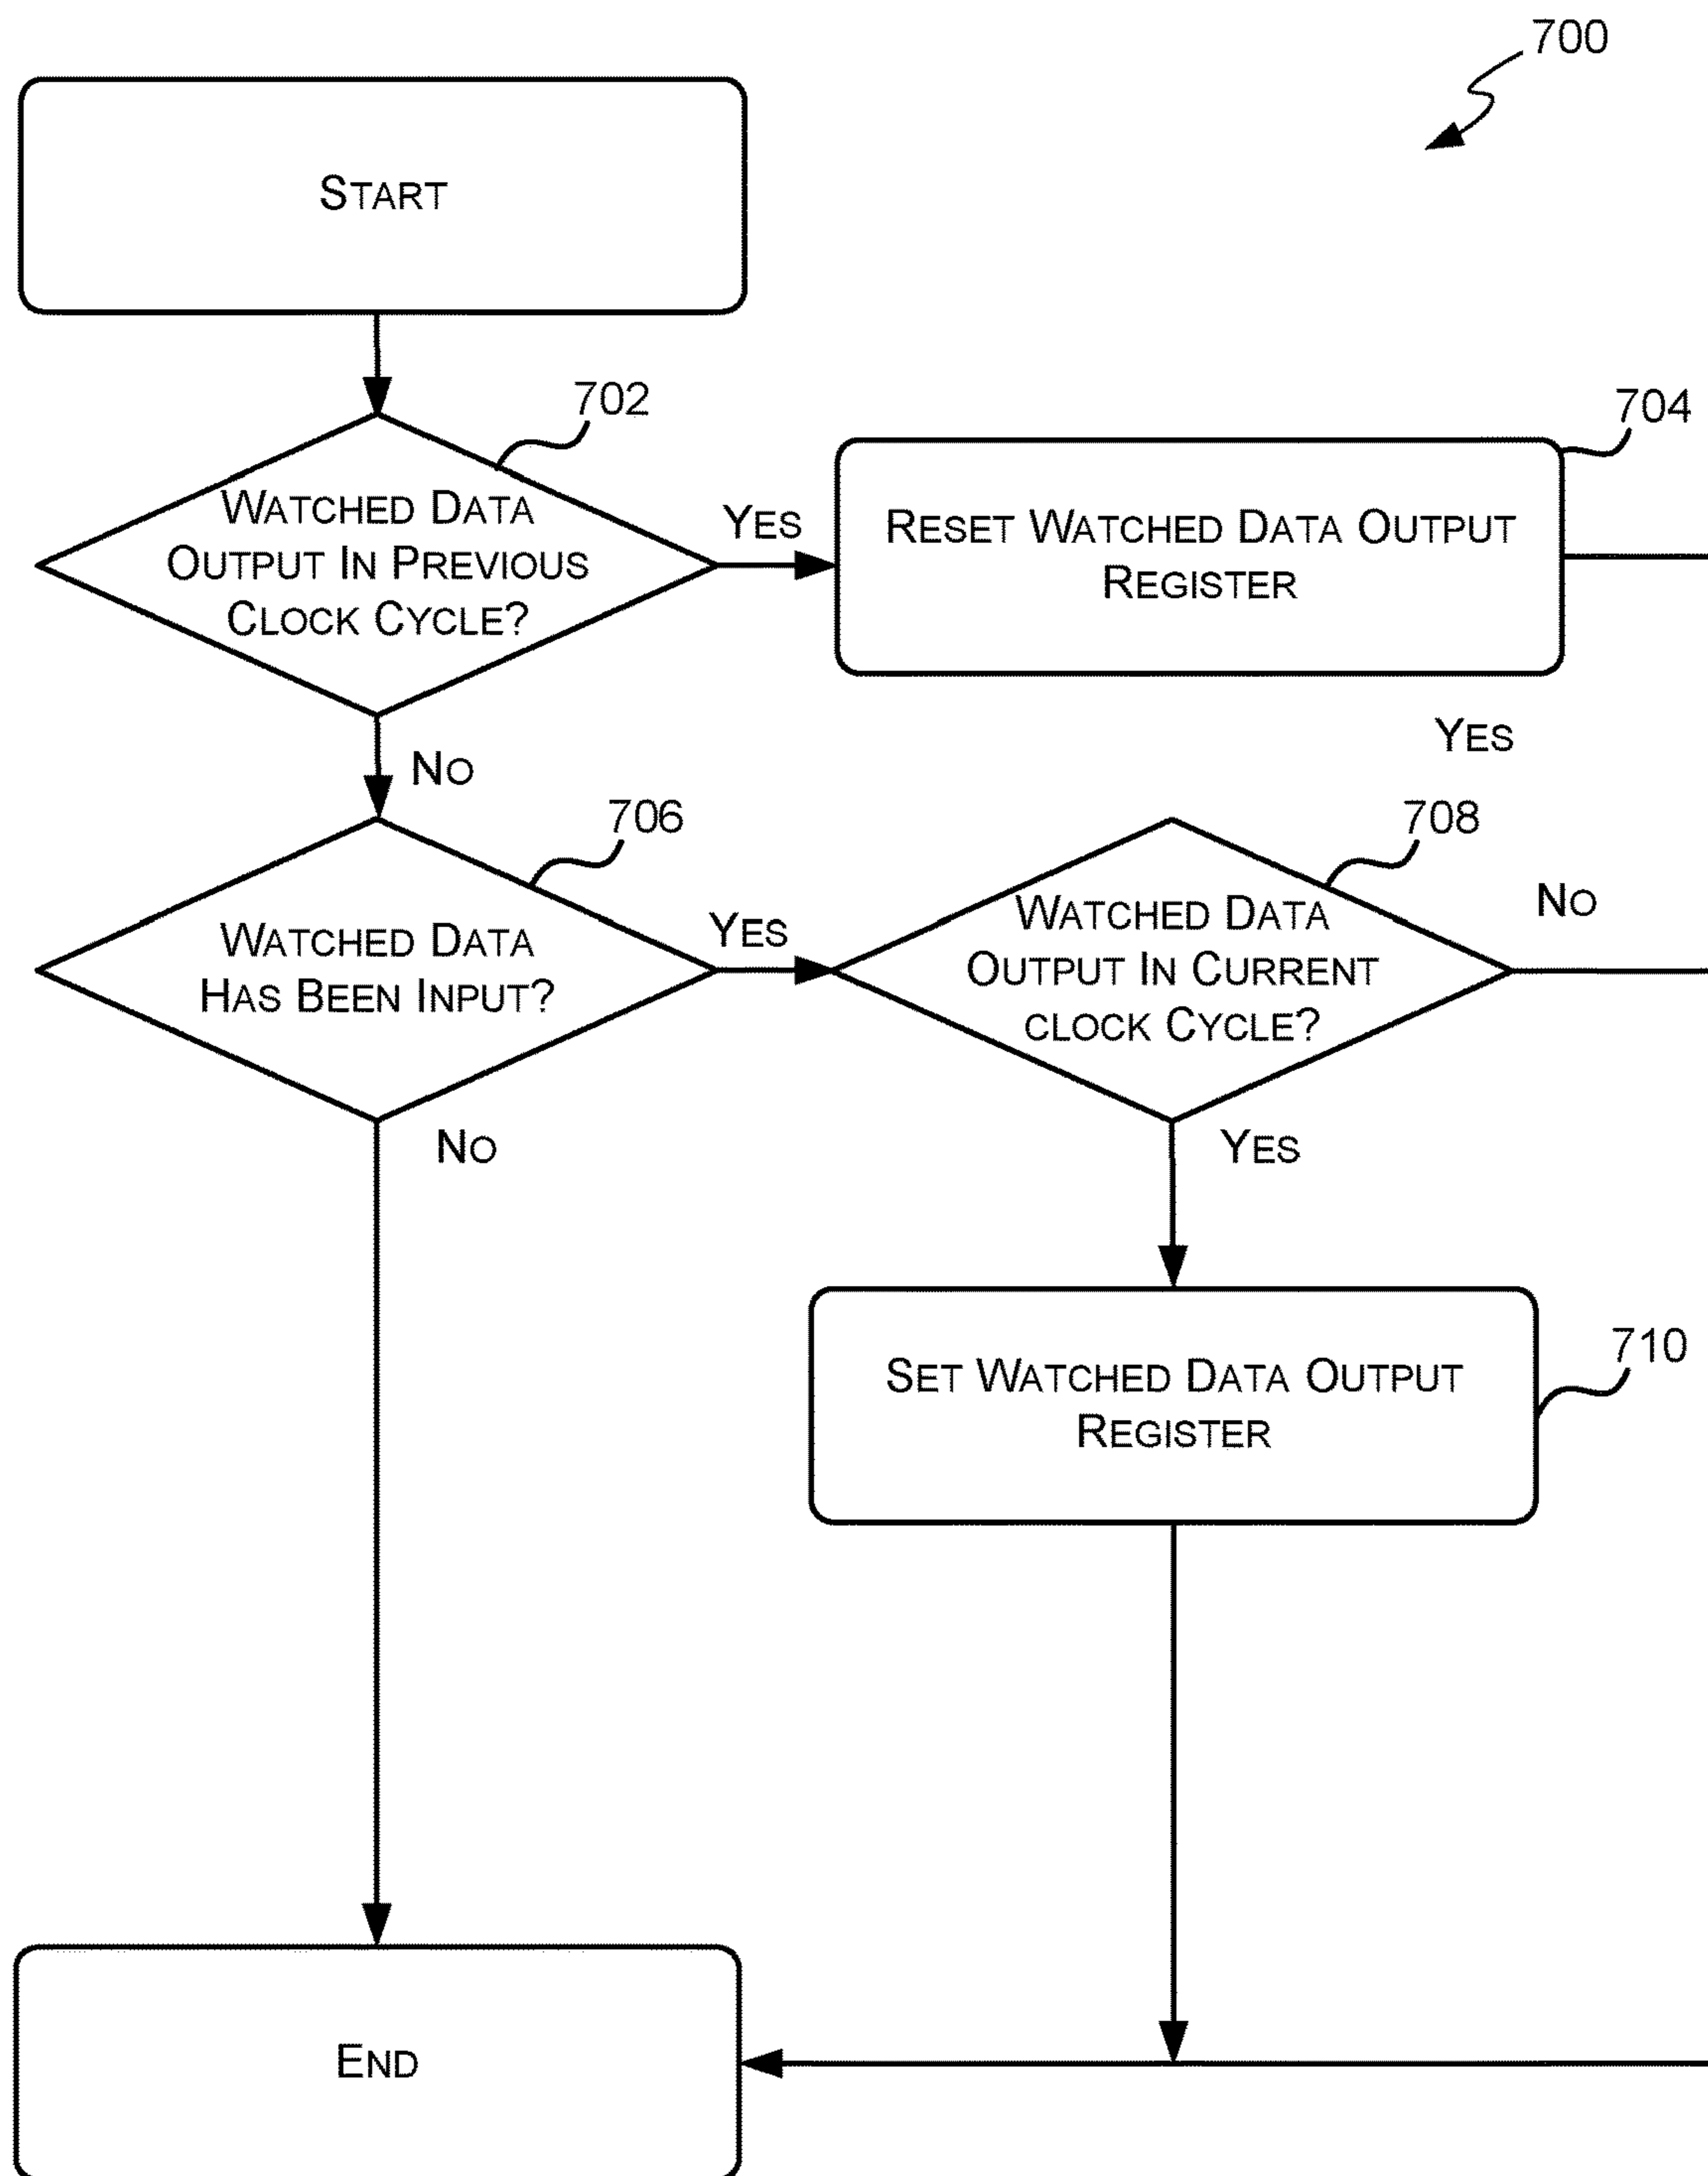 700
START
702
WATCHED DATA
OUTPUT IN PREVIOUS
CLOCK CYCLE?
YES
704
RESET WATCHED DATA OUTPUT
REGISTER
NO
YES
706
WATCHED DATA
HAS BEEN INPUT?
YES
708
WATCHED DATA
OUTPUT IN CURRENT
CLOCK CYCLE?
NO
NO
YES
SET WATCHED DATA OUTPUT
REGISTER
710
END